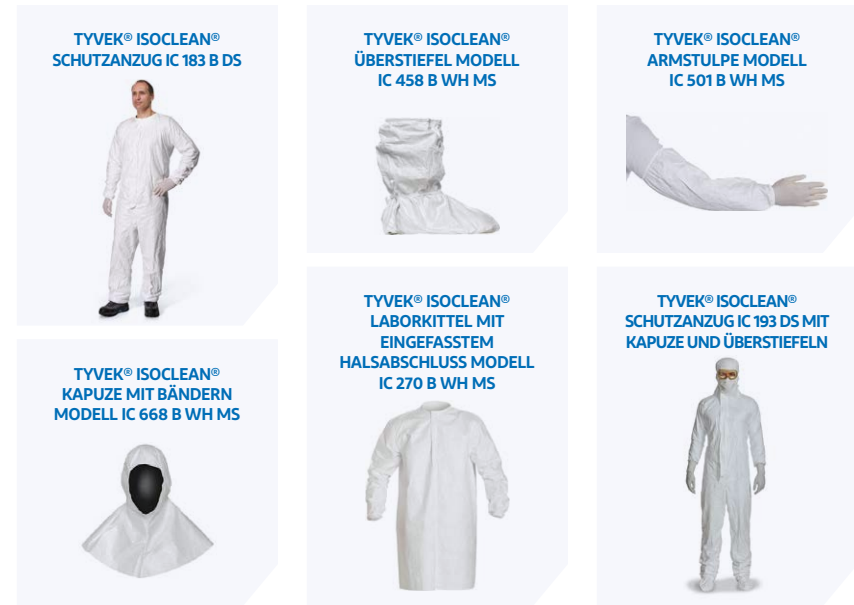 TYVEK® ISOCLEAN®
SCHUTZANZUG IC 183 B DS
TYVEK® ISOCLEAN®
ÜBERSTIEFEL MODELL
IC 458 B WH MS
TYVEK® ISOCLEAN®
ARMSTULPE MODELL
IC 501 B WH MS
TYVEK® ISOCLEAN®
KAPUZE MIT BÄNDERN
MODELL IC 668 B WH MS
TYVEK® ISOCLEAN®
LABORKITTEL MIT
EINGEFASSTEM
HALSABSCHLUSS MODELL
IC 270 B WH MS
TYVEK® ISOCLEAN®
SCHUTZANZUG IC 193 DS MIT
KAPUZE UND ÜBERSTIEFELN